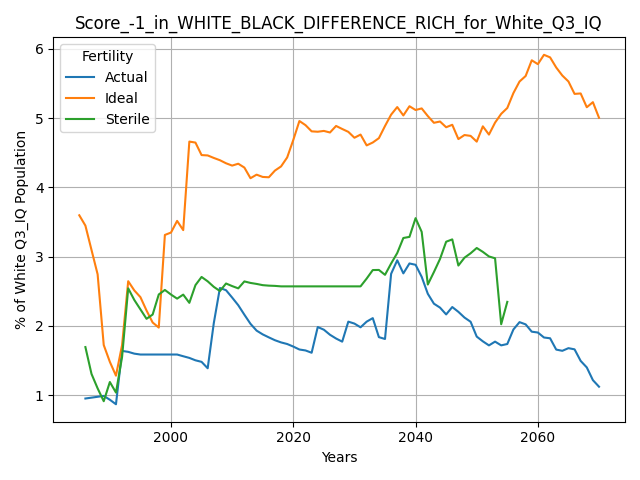 Score_-1_in_WHITE_BLACK_DIFFERENCE_RICH_for_White_Q3_IQ
Fertility
Actual
Ideal
Sterile
% of White Q3_IQ Population
6
5
4
3
2
1
2000 2020 2040 2060
Years